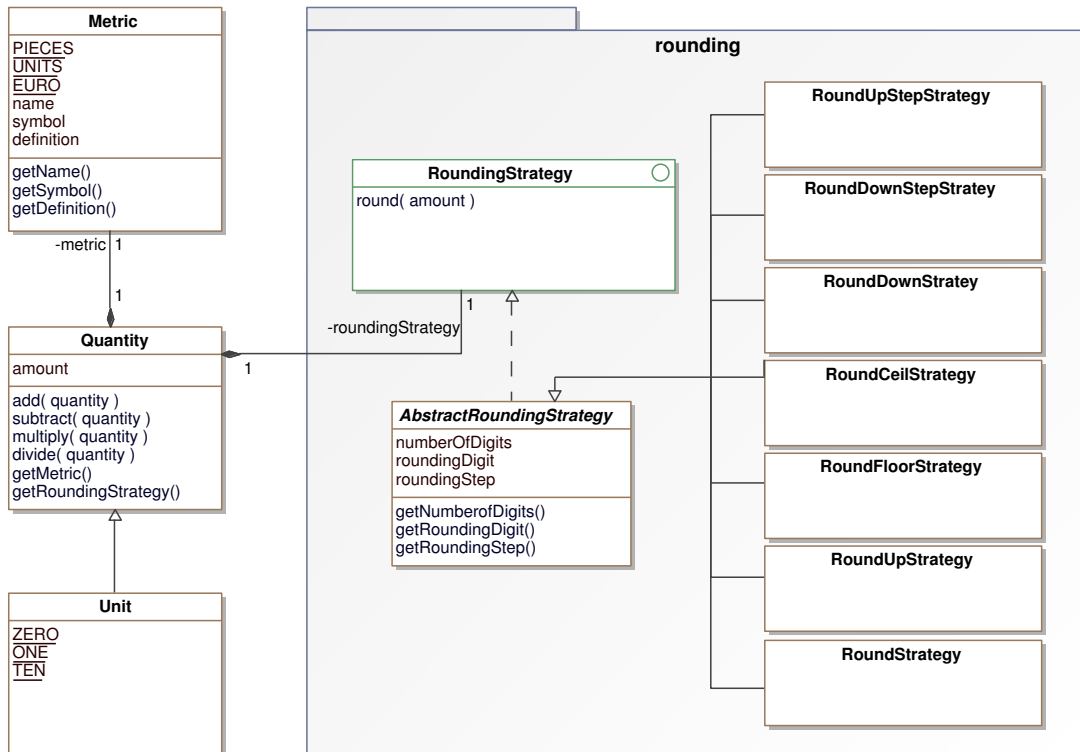 Metric
PIECES
UNITS
EURO
name
symbol
definition
getName()
getSymbol()
getDefinition()
-metric
1
1
Quantity
amount
add( quantity )
subtract( quantity )
multiply( quantity )
divide( quantity )
getMetric()
getRoundingStrategy()
1
Unit
ZERO
ONE
TEN
rounding
RoundingStrategy
round( amount )
1
-roundingStrategy
AbstractRoundingStrategy
numberOfDigits
roundingDigit
roundingStep
getNumberofDigits()
getRoundingDigit()
getRoundingStep()
RoundUpStepStrategy
RoundDownStepStratey
RoundDownStratey
RoundCeilStrategy
RoundFloorStrategy
RoundUpStrategy
RoundStrategy